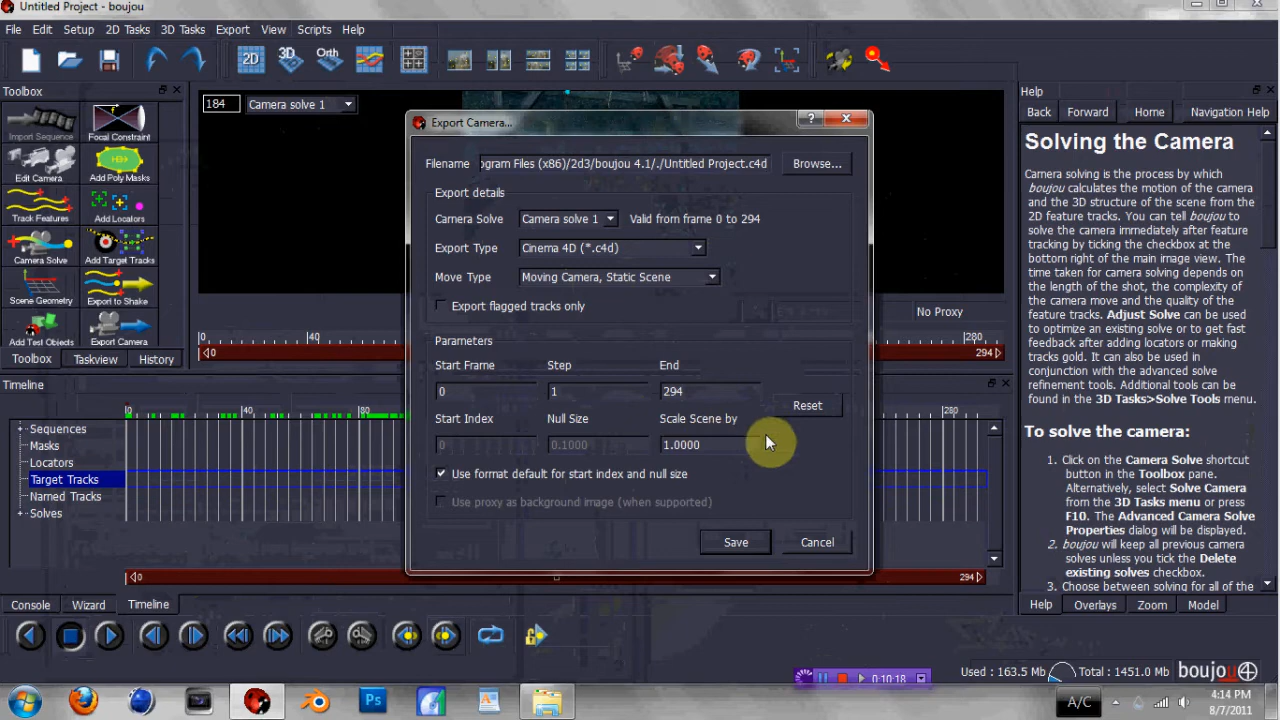 Untitled Project - boujou
File Edit Setup 2D Tasks 3D Tasks Export View Scripts Help
2D 3D Orth
Toolbox
184 Camera solve 1
Import Sequence Focal Constraint
Edit Camera Add Poly Masks
Track Features Add Locators
Camera Solve Add Target Tracks
Scene Geometry Export to Shake
Add Test Objects Export Camera
Toolbox Taskview History
Export Camera...
Filename ogram Files (x86)/2d3/boujou 4.1/./Untitled Project.c4d Browse...
Export details
Camera Solve Camera solve 1 Valid from frame 0 to 294
Export Type Cinema 4D (*.c4d)
Move Type Moving Camera, Static Scene
Export flagged tracks only
Parameters
Start Frame Step End
0 1 294
Reset
Start Index Null Size Scale Scene by
0 0.1000 1.0000
Use format default for start index and null size
Use proxy as background image (when supported)
Save Cancel
No Proxy
0 40 280
0 294
Timeline
0 40 80 280
Sequences
Masks
Locators
Target Tracks
Named Tracks
Solves
0 294
Console Wizard Timeline
Help
Back Forward Home Navigation Help
Solving the Camera
Camera solving is the process by which
boujou calculates the motion of the camera
and the 3D structure of the scene from the
2D feature tracks. You can tell boujou to
solve the camera immediately after feature
tracking by ticking the checkbox at the
bottom right of the main image view. The
time taken for camera solving depends on
the length of the shot, the complexity of
the camera move and the quality of the
feature tracks. Adjust Solve can be used
to optimize an existing solve or to get fast
feedback after adding locators or making
tracks gold. It can also be used in
conjunction with the advanced solve
refinement tools. Additional tools can be
found in the 3D Tasks>Solve Tools menu.
To solve the camera:
1. Click on the Camera Solve shortcut
button in the Toolbox pane.
Alternatively, select Solve Camera
from the 3D Tasks menu or press
F10. The Advanced Camera Solve
Properties dialog will be displayed.
2. boujou will keep all previous camera
solves unless you tick the Delete
existing solves checkbox.
3. Choose between solving for all of the
Help Overlays Zoom Model
Used : 163.5 Mb Total : 1451.0 Mb boujou 4
0:10:18
Ps
A/C
4:14 PM
8/7/2011